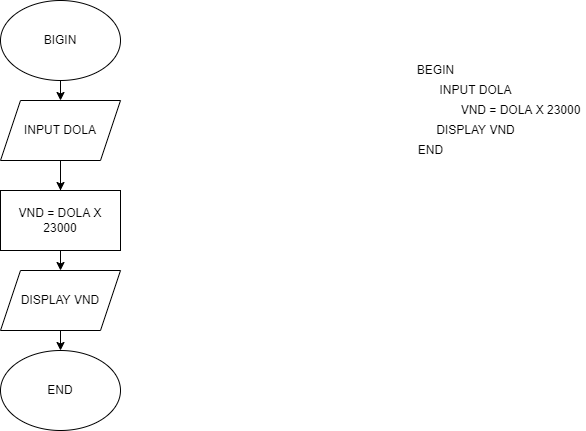 BIGIN
INPUT DOLA
VND = DOLA X
23000
DISPLAY VND
END
BEGIN
INPUT DOLA
VND = DOLA X 23000
DISPLAY VND
END